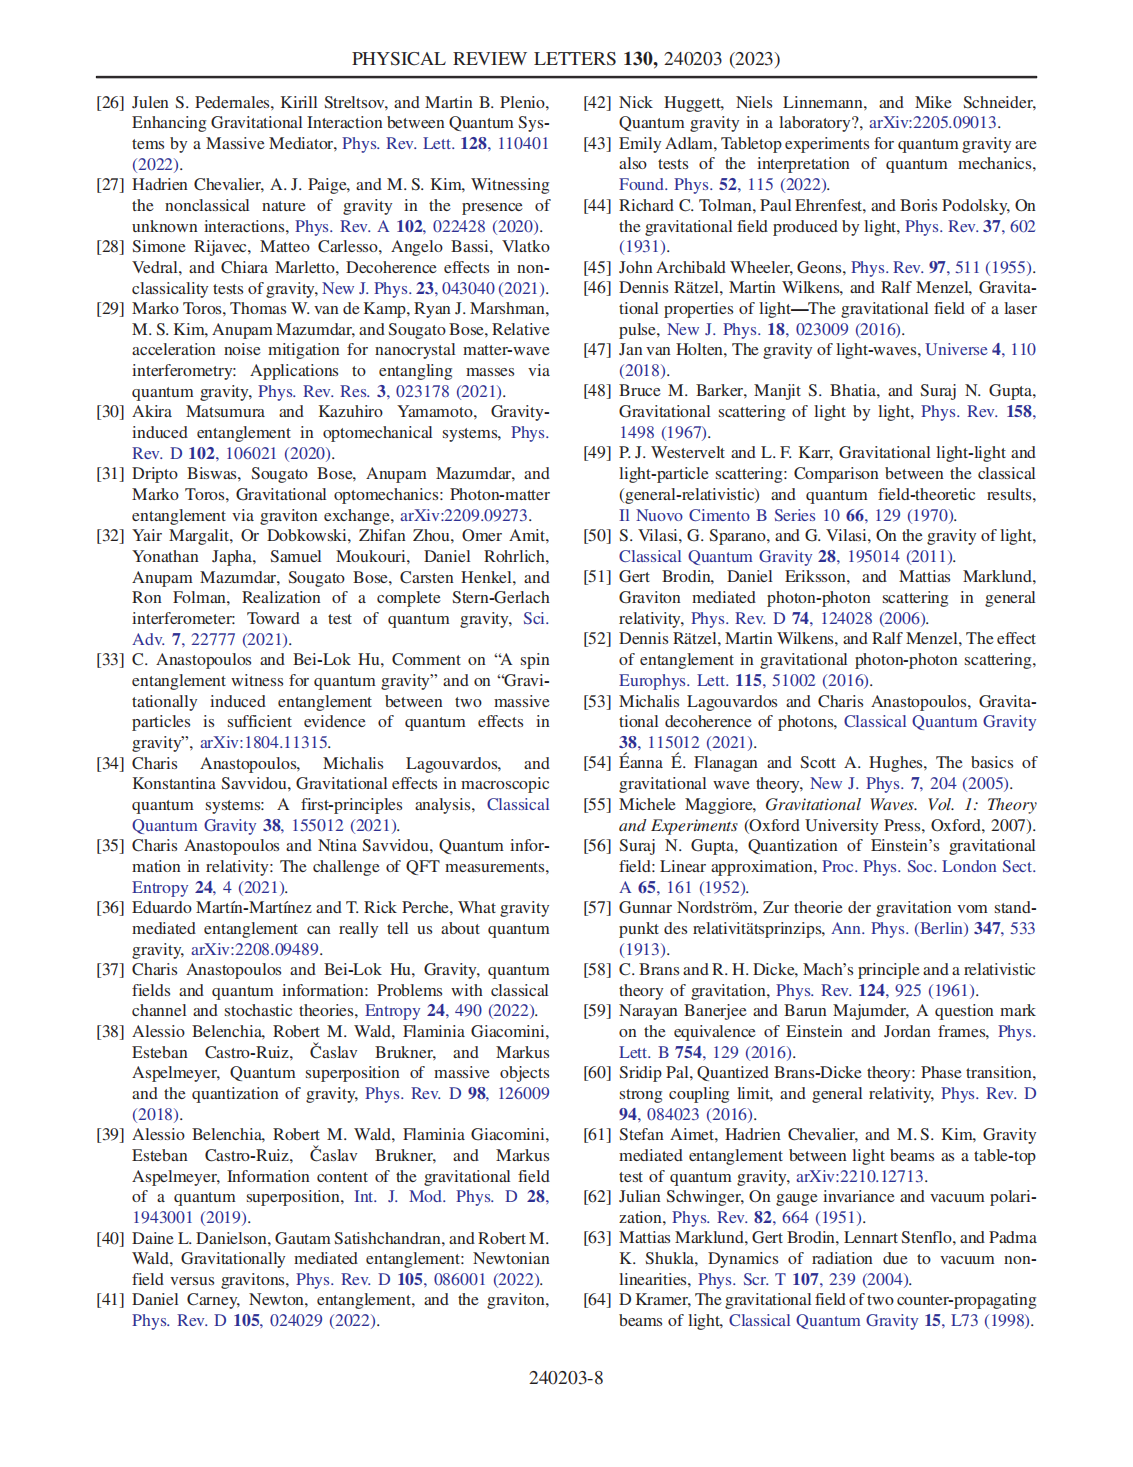 PHYSICAL REVIEW LETTERS 130, 240203 (2023)
[26] Julen S. Pedernales, Kirill Streltsov, and Martin B. Plenio,
Enhancing Gravitational Interaction between Quantum Sys-
tems by a Massive Mediator, Phys. Rev. Lett. 128, 110401
(2022).
[27] Hadrien Chevalier, A. J. Paige, and M. S. Kim, Witnessing
the nonclassical nature of gravity in the presence of
unknown interactions, Phys. Rev. A 102, 022428 (2020).
[28] Simone Rijavec, Matteo Carlesso, Angelo Bassi, Vlatko
Vedral, and Chiara Marletto, Decoherence effects in non-
classicality tests of gravity, New J. Phys. 23, 043040 (2021).
[29] Marko Toros, Thomas W. van de Kamp, Ryan J. Marshman,
M. S. Kim, Anupam Mazumdar, and Sougato Bose, Relative
acceleration noise mitigation for nanocrystal matter-wave
interferometry: Applications to entangling masses via
quantum gravity, Phys. Rev. Res. 3, 023178 (2021).
[30] Akira Matsumura and Kazuhiro Yamamoto, Gravity-
induced entanglement in optomechanical systems, Phys.
Rev. D 102, 106021 (2020).
[31] Dripto Biswas, Sougato Bose, Anupam Mazumdar, and
Marko Toros, Gravitational optomechanics: Photon-matter
entanglement via graviton exchange, arXiv:2209.09273.
[32] Yair Margalit, Or Dobkowski, Zhifan Zhou, Omer Amit,
Yonathan Japha, Samuel Moukouri, Daniel Rohrlich,
Anupam Mazumdar, Sougato Bose, Carsten Henkel, and
Ron Folman, Realization of a complete Stern-Gerlach
interferometer: Toward a test of quantum gravity, Sci.
Adv. 7, 22777 (2021).
[33] C. Anastopoulos and Bei-Lok Hu, Comment on “A spin
entanglement witness for quantum gravity” and on “Gravi-
tationally induced entanglement between two massive
particles is sufficient evidence of quantum effects in
gravity”, arXiv:1804.11315.
[34] Charis Anastopoulos, Michalis Lagouvardos, and
Konstantina Savvidou, Gravitational effects in macroscopic
quantum systems: A first-principles analysis, Classical
Quantum Gravity 38, 155012 (2021).
[35] Charis Anastopoulos and Ntina Savvidou, Quantum infor-
mation in relativity: The challenge of QFT measurements,
Entropy 24, 4 (2021).
[36] Eduardo Martín-Martínez and T. Rick Perche, What gravity
mediated entanglement can really tell us about quantum
gravity, arXiv:2208.09489.
[37] Charis Anastopoulos and Bei-Lok Hu, Gravity, quantum
fields and quantum information: Problems with classical
channel and stochastic theories, Entropy 24, 490 (2022).
[38] Alessio Belenchia, Robert M. Wald, Flaminia Giacomini,
Esteban Castro-Ruiz, Časlav Brukner, and Markus
Aspelmeyer, Quantum superposition of massive objects
and the quantization of gravity, Phys. Rev. D 98, 126009
(2018).
[39] Alessio Belenchia, Robert M. Wald, Flaminia Giacomini,
Esteban Castro-Ruiz, Časlav Brukner, and Markus
Aspelmeyer, Information content of the gravitational field
of a quantum superposition, Int. J. Mod. Phys. D 28,
1943001 (2019).
[40] Daine L. Danielson, Gautam Satishchandran, and Robert M.
Wald, Gravitationally mediated entanglement: Newtonian
field versus gravitons, Phys. Rev. D 105, 086001 (2022).
[41] Daniel Carney, Newton, entanglement, and the graviton,
Phys. Rev. D 105, 024029 (2022).
[42] Nick Huggett, Niels Linnemann, and Mike Schneider,
Quantum gravity in a laboratory?, arXiv:2205.09013.
[43] Emily Adlam, Tabletop experiments for quantum gravity are
also tests of the interpretation of quantum mechanics,
Found. Phys. 52, 115 (2022).
[44] Richard C. Tolman, Paul Ehrenfest, and Boris Podolsky, On
the gravitational field produced by light, Phys. Rev. 37, 602
(1931).
[45] John Archibald Wheeler, Geons, Phys. Rev. 97, 511 (1955).
[46] Dennis Rätzel, Martin Wilkens, and Ralf Menzel, Gravita-
tional properties of light—The gravitational field of a laser
pulse, New J. Phys. 18, 023009 (2016).
[47] Jan van Holten, The gravity of light-waves, Universe 4, 110
(2018).
[48] Bruce M. Barker, Manjit S. Bhatia, and Suraj N. Gupta,
Gravitational scattering of light by light, Phys. Rev. 158,
1498 (1967).
[49] P. J. Westervelt and L. F. Karr, Gravitational light-light and
light-particle scattering: Comparison between the classical
(general-relativistic) and quantum field-theoretic results,
Il Nuovo Cimento B Series 10 66, 129 (1970).
[50] S. Vilasi, G. Sparano, and G. Vilasi, On the gravity of light,
Classical Quantum Gravity 28, 195014 (2011).
[51] Gert Brodin, Daniel Eriksson, and Mattias Marklund,
Graviton mediated photon-photon scattering in general
relativity, Phys. Rev. D 74, 124028 (2006).
[52] Dennis Rätzel, Martin Wilkens, and Ralf Menzel, The effect
of entanglement in gravitational photon-photon scattering,
Europhys. Lett. 115, 51002 (2016).
[53] Michalis Lagouvardos and Charis Anastopoulos, Gravita-
tional decoherence of photons, Classical Quantum Gravity
38, 115012 (2021).
[54] Éanna É. Flanagan and Scott A. Hughes, The basics of
gravitational wave theory, New J. Phys. 7, 204 (2005).
[55] Michele Maggiore, Gravitational Waves. Vol. 1: Theory
and Experiments (Oxford University Press, Oxford, 2007).
[56] Suraj N. Gupta, Quantization of Einstein’s gravitational
field: Linear approximation, Proc. Phys. Soc. London Sect.
A 65, 161 (1952).
[57] Gunnar Nordström, Zur theorie der gravitation vom stand-
punkt des relativitätsprinzips, Ann. Phys. (Berlin) 347, 533
(1913).
[58] C. Brans and R. H. Dicke, Mach’s principle and a relativistic
theory of gravitation, Phys. Rev. 124, 925 (1961).
[59] Narayan Banerjee and Barun Majumder, A question mark
on the equivalence of Einstein and Jordan frames, Phys.
Lett. B 754, 129 (2016).
[60] Sridip Pal, Quantized Brans-Dicke theory: Phase transition,
strong coupling limit, and general relativity, Phys. Rev. D
94, 084023 (2016).
[61] Stefan Aimet, Hadrien Chevalier, and M. S. Kim, Gravity
mediated entanglement between light beams as a table-top
test of quantum gravity, arXiv:2210.12713.
[62] Julian Schwinger, On gauge invariance and vacuum polari-
zation, Phys. Rev. 82, 664 (1951).
[63] Mattias Marklund, Gert Brodin, Lennart Stenflo, and Padma
K. Shukla, Dynamics of radiation due to vacuum non-
linearities, Phys. Scr. T 107, 239 (2004).
[64] D Kramer, The gravitational field of two counter-propagating
beams of light, Classical Quantum Gravity 15, L73 (1998).
240203-8